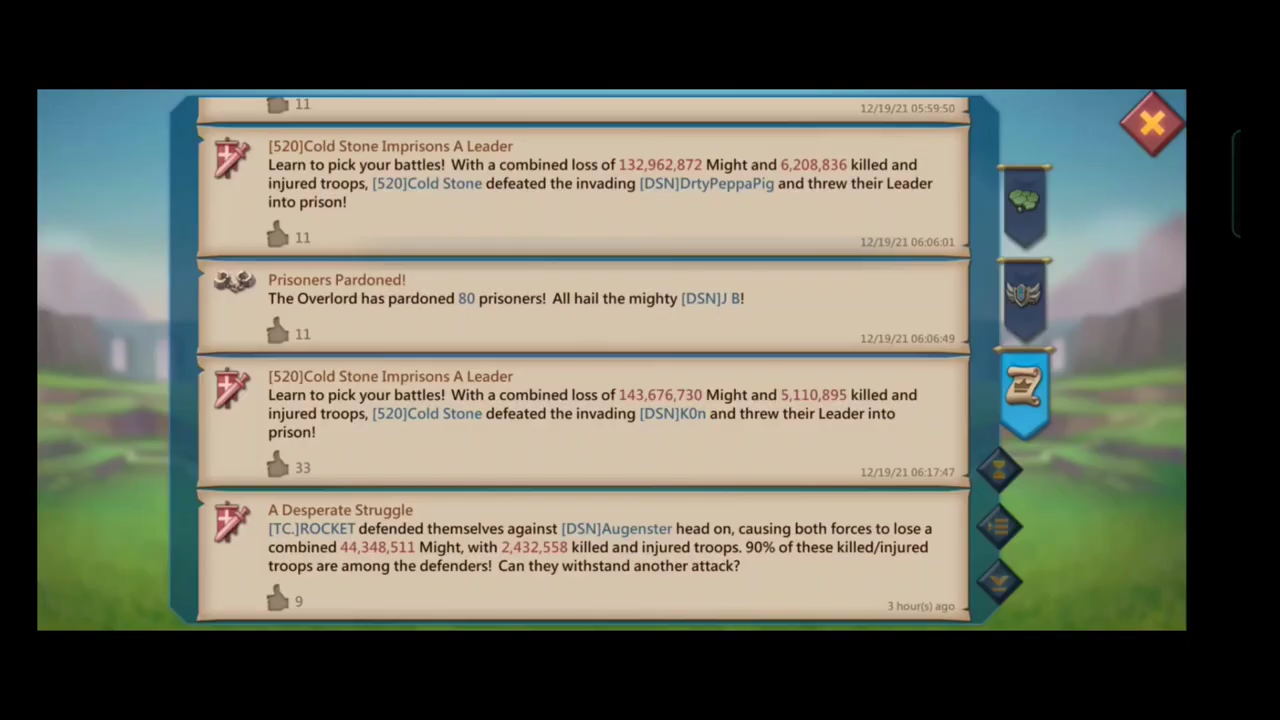 11
12/19/21 05:59:50
[520]Cold Stone Imprisons A Leader
Learn to pick your battles! With a combined loss of 132,962,872 Might and 6,208,836 killed and
injured troops, [520]Cold Stone defeated the invading [DSN]DrtyPeppaPig and threw their Leader
into prison!
11
12/19/21 06:06:01
Prisoners Pardoned!
The Overlord has pardoned 80 prisoners! All hail the mighty [DSN]J B!
11
12/19/21 06:06:49
[520]Cold Stone Imprisons A Leader
Learn to pick your battles! With a combined loss of 143,676,730 Might and 5,110,895 killed and
injured troops, [520]Cold Stone defeated the invading [DSN]K0n and threw their Leader into
prison!
33
12/19/21 06:17:47
A Desperate Struggle
[TC.]ROCKET defended themselves against [DSN]Augenster head on, causing both forces to lose a
combined 44,348,511 Might, with 2,432,558 killed and injured troops. 90% of these killed/injured
troops are among the defenders! Can they withstand another attack?
9
3 hour(s) ago